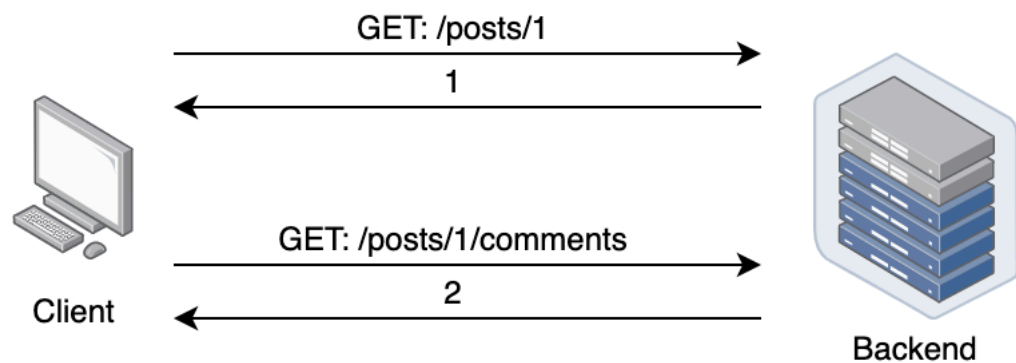 GET: /posts/1
1
GET: /posts/1/comments
2
Client
Backend